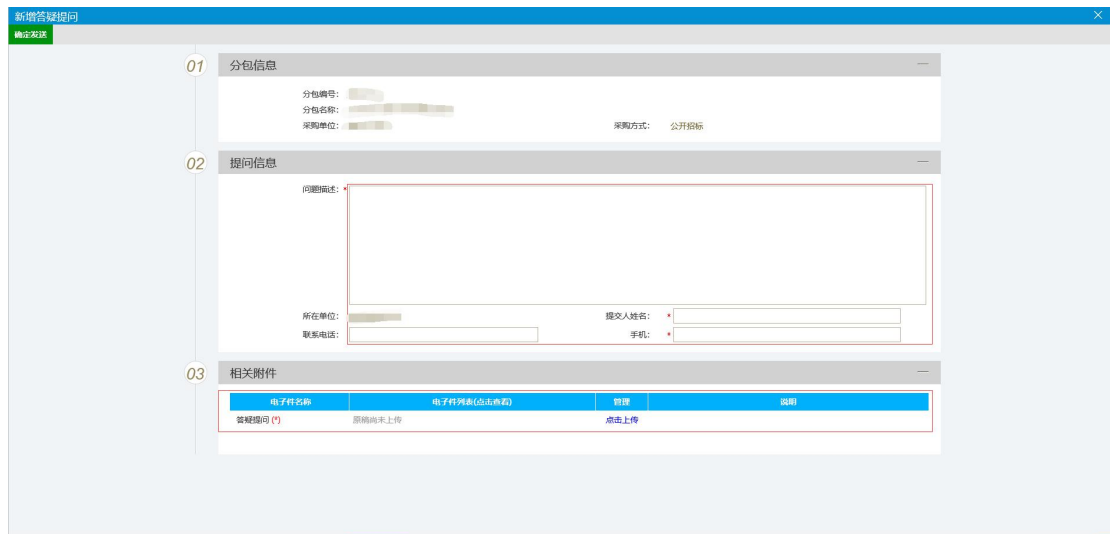 新增答疑提问
确定发送
01 分包信息
分包编号：
分包名称：
采购单位： 采购方式： 公开招标
02 提问信息
问题描述： *
所在单位： 提交人姓名： *
联系电话： 手机： *
03 相关附件
电子件名称 电子件列表(点击查看) 管理 说明
答疑提问 (*) 原稿尚未上传 点击上传